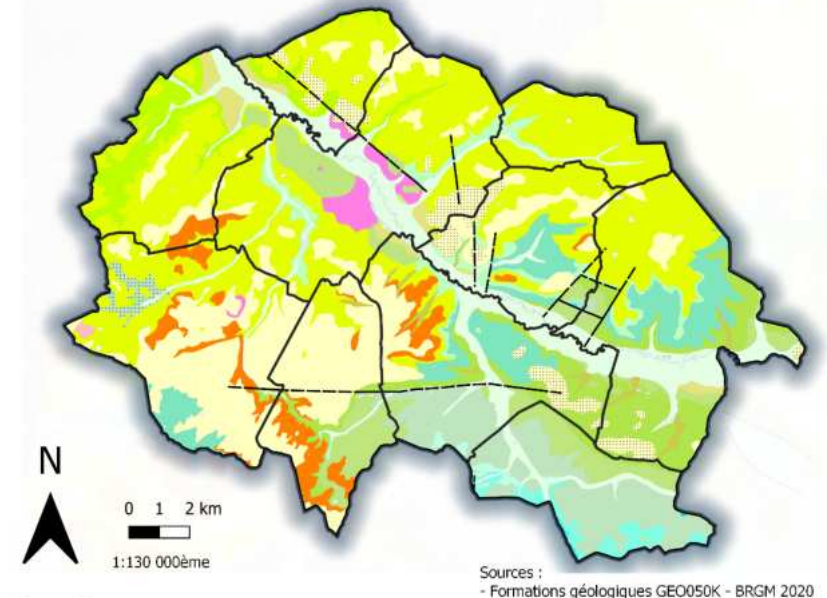 N
0 1 2 km
1:130 000ème
Sources :
- Formations géologiques GEO050K - BRGM 2020